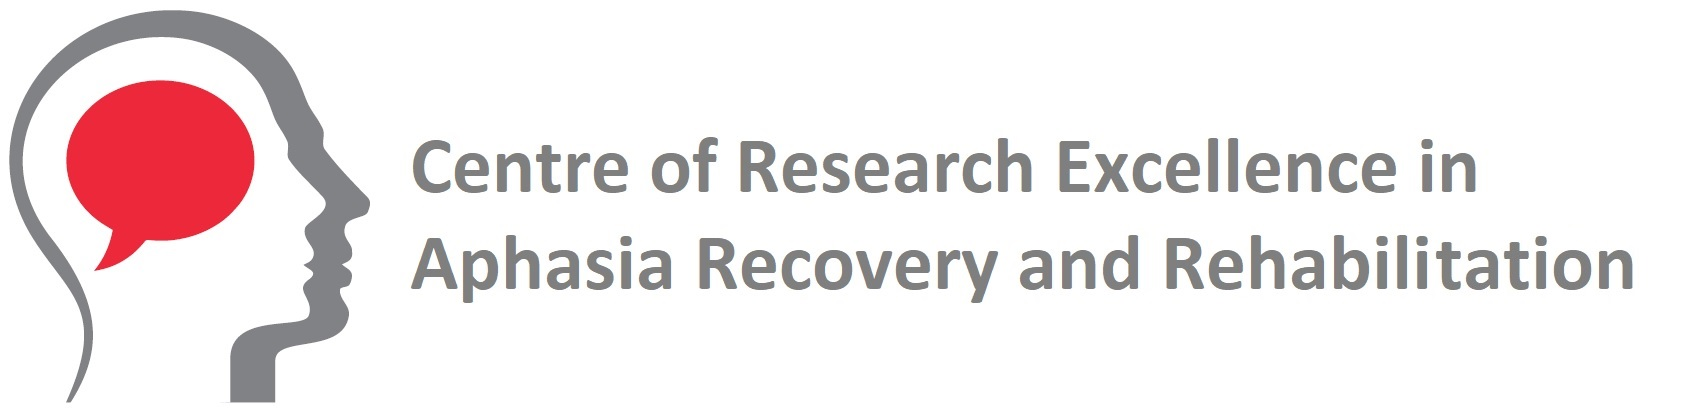 Centre of Research Excellence in
Aphasia Recovery and Rehabilitation